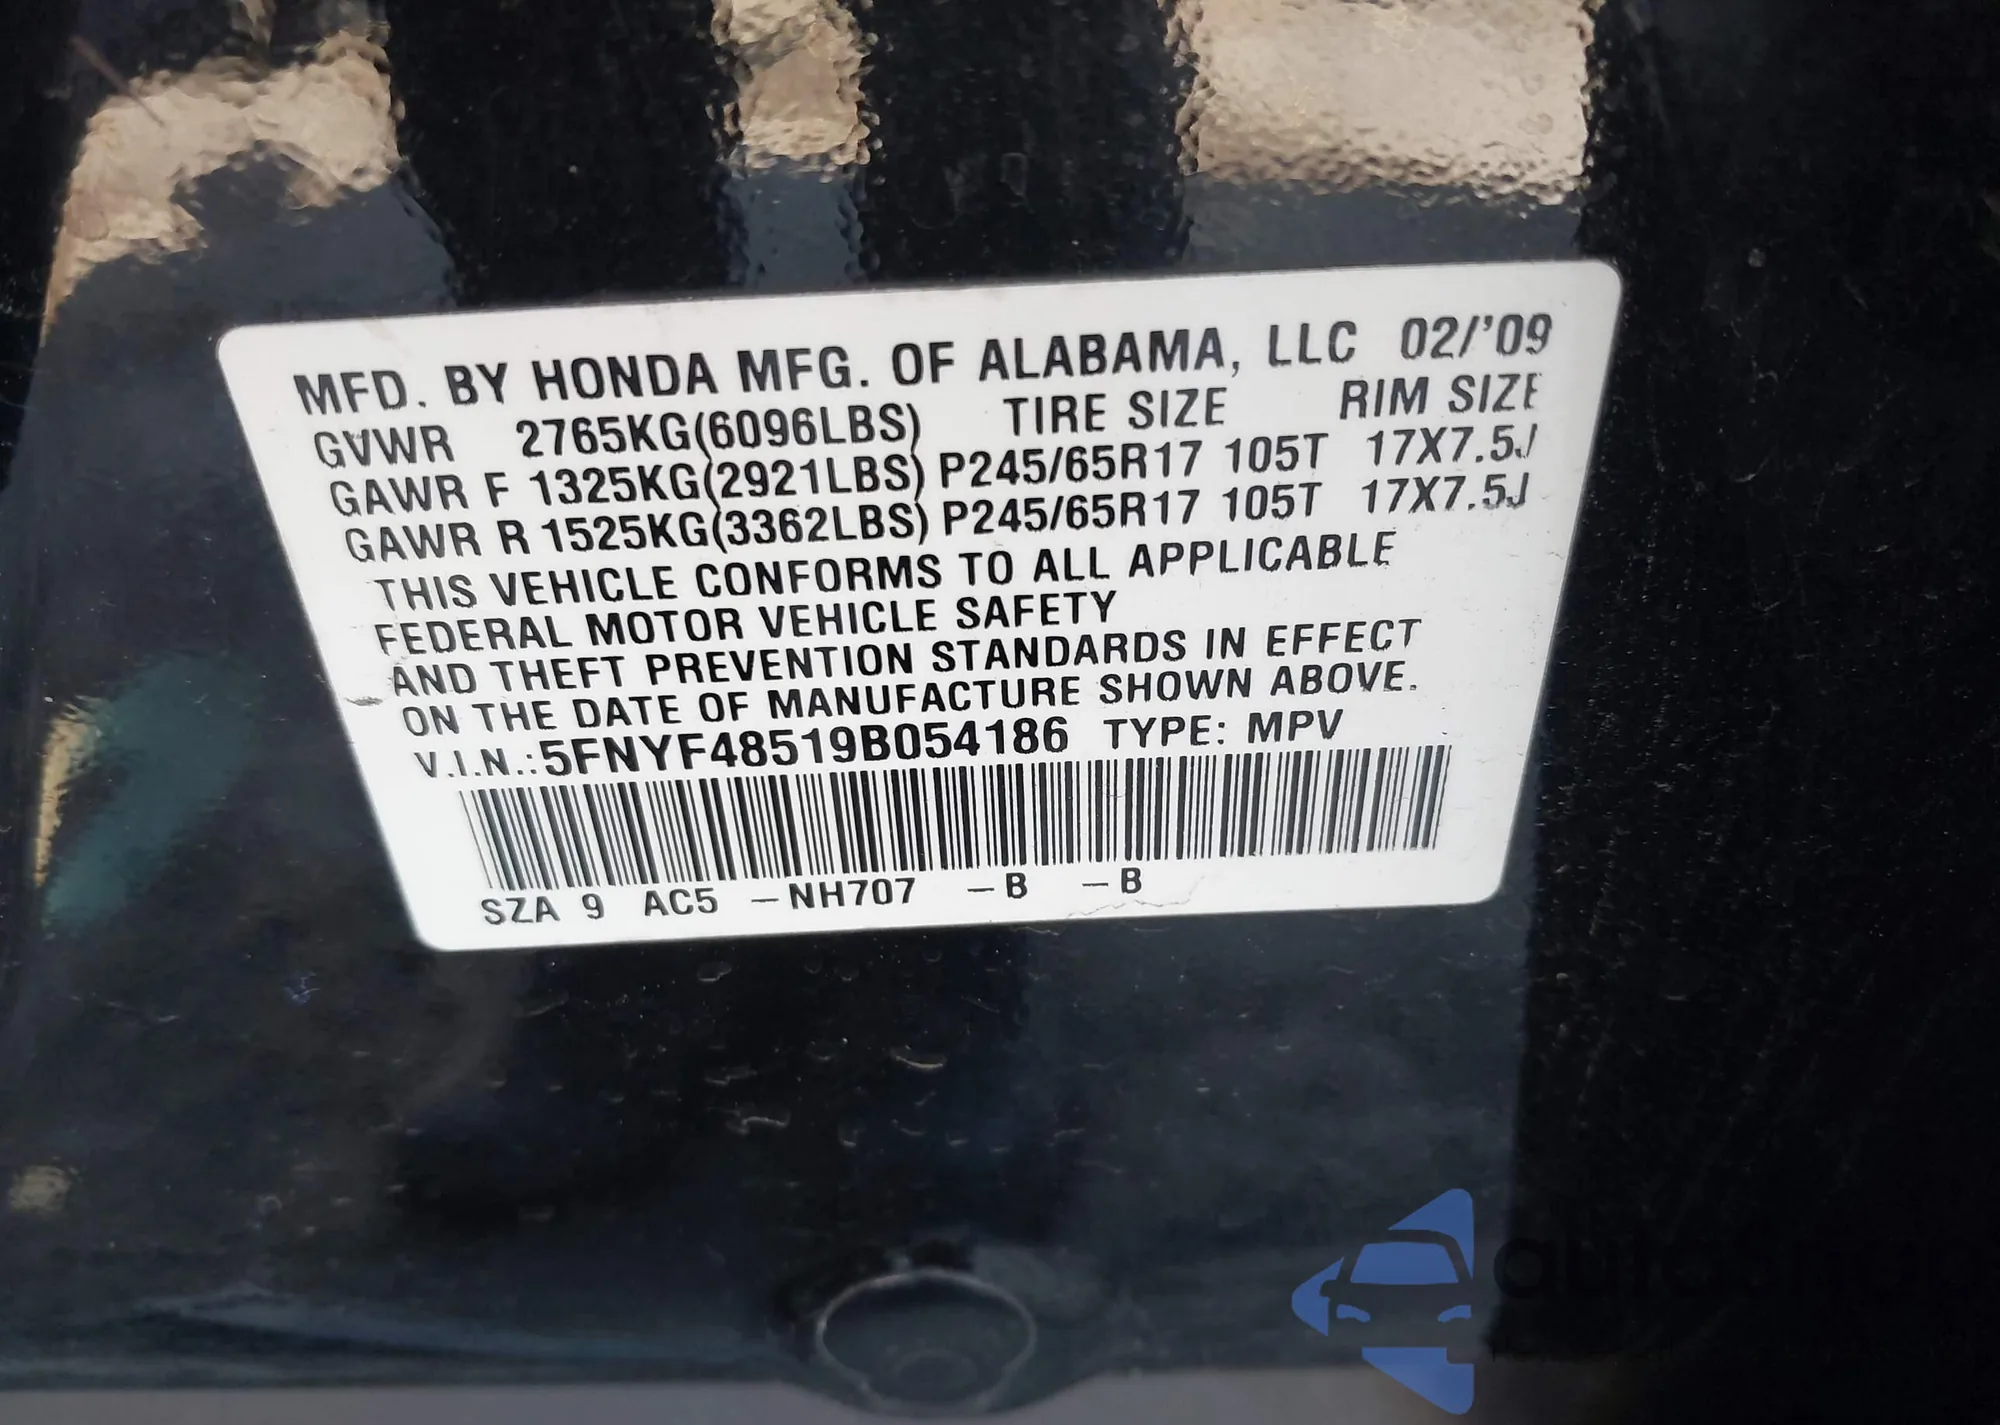 MFD. BY HONDA MFG. OF ALABAMA, LLC 02/'09
GVWR 2765KG(6096LBS) TIRE SIZE RIM SIZE
GAWR F 1325KG(2921LBS) P245/65R17 105T 17X7.5J
GAWR R 1525KG(3362LBS) P245/65R17 105T 17X7.5J
THIS VEHICLE CONFORMS TO ALL APPLICABLE
FEDERAL MOTOR VEHICLE SAFETY
AND THEFT PREVENTION STANDARDS IN EFFECT
ON THE DATE OF MANUFACTURE SHOWN ABOVE.
V.I.N.:5FNYF48519B054186 TYPE: MPV
SZA 9 AC5 –NH707 –B –B